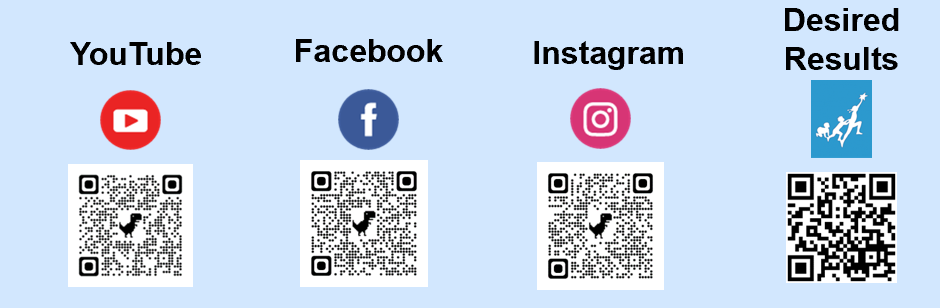 YouTube
Facebook
Instagram
Desired
Results